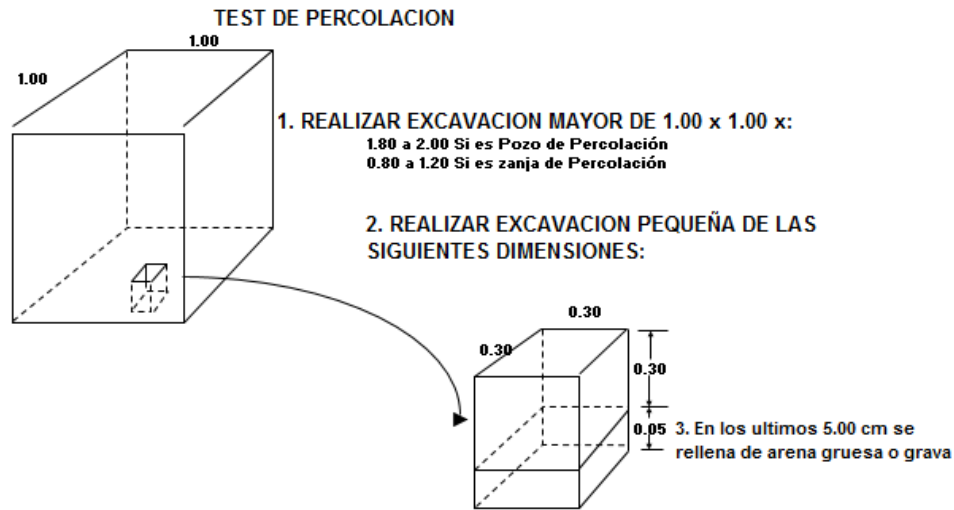 TEST DE PERCOLACION
1.00
1.00
1. REALIZAR EXCAVACION MAYOR DE 1.00 x 1.00 x:
1.80 a 2.00 Si es Pozo de Percolación
0.80 a 1.20 Si es zanja de Percolación
2. REALIZAR EXCAVACION PEQUEÑA DE LAS
SIGUIENTES DIMENSIONES:
0.30
0.30
0.30
0.05
3. En los ultimos 5.00 cm se
rellena de arena gruesa o grava